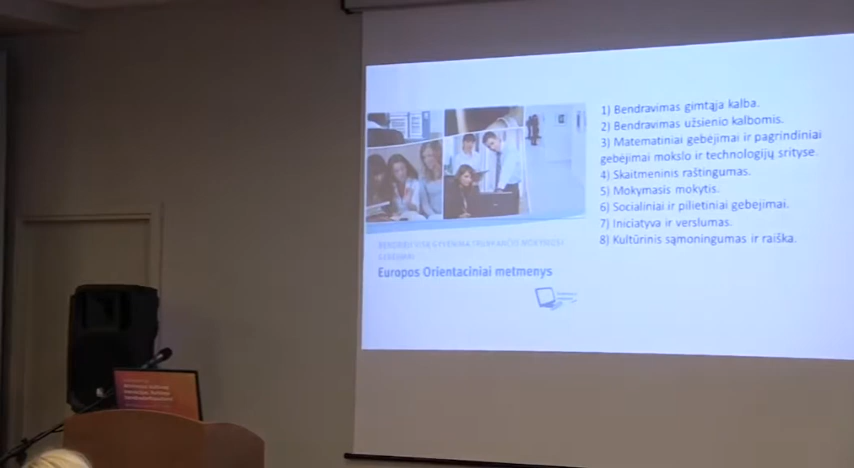 1) Bendravimas gimtąja kalba.
2) Bendravimas užsienio kalbomis.
3) Matematiniai gebėjimai ir pagrindiniai
gebėjimai mokslo ir technologijų srityse.
4) Skaitmeninis raštingumas.
5) Mokymasis mokytis.
6) Socialiniai ir pilietiniai gebėjimai.
7) Iniciatyva ir verslumas.
8) Kultūrinis sąmoningumas ir raiška.
Europos Orientaciniai metmenys